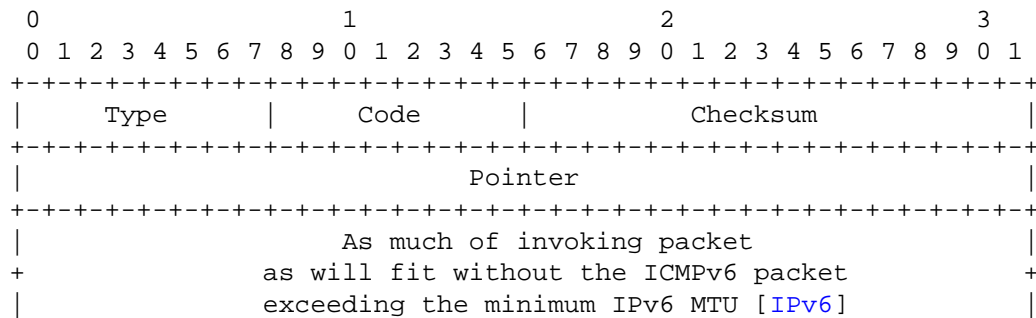 0                   1                   2                   3
 0 1 2 3 4 5 6 7 8 9 0 1 2 3 4 5 6 7 8 9 0 1 2 3 4 5 6 7 8 9 0 1
+-+-+-+-+-+-+-+-+-+-+-+-+-+-+-+-+-+-+-+-+-+-+-+-+-+-+-+-+-+-+-+-+
|     Type      |     Code      |          Checksum             |
+-+-+-+-+-+-+-+-+-+-+-+-+-+-+-+-+-+-+-+-+-+-+-+-+-+-+-+-+-+-+-+-+
|                            Pointer                            |
+-+-+-+-+-+-+-+-+-+-+-+-+-+-+-+-+-+-+-+-+-+-+-+-+-+-+-+-+-+-+-+-+
|                    As much of invoking packet                 |
+               as will fit without the ICMPv6 packet           +
|               exceeding the minimum IPv6 MTU [IPv6]           |